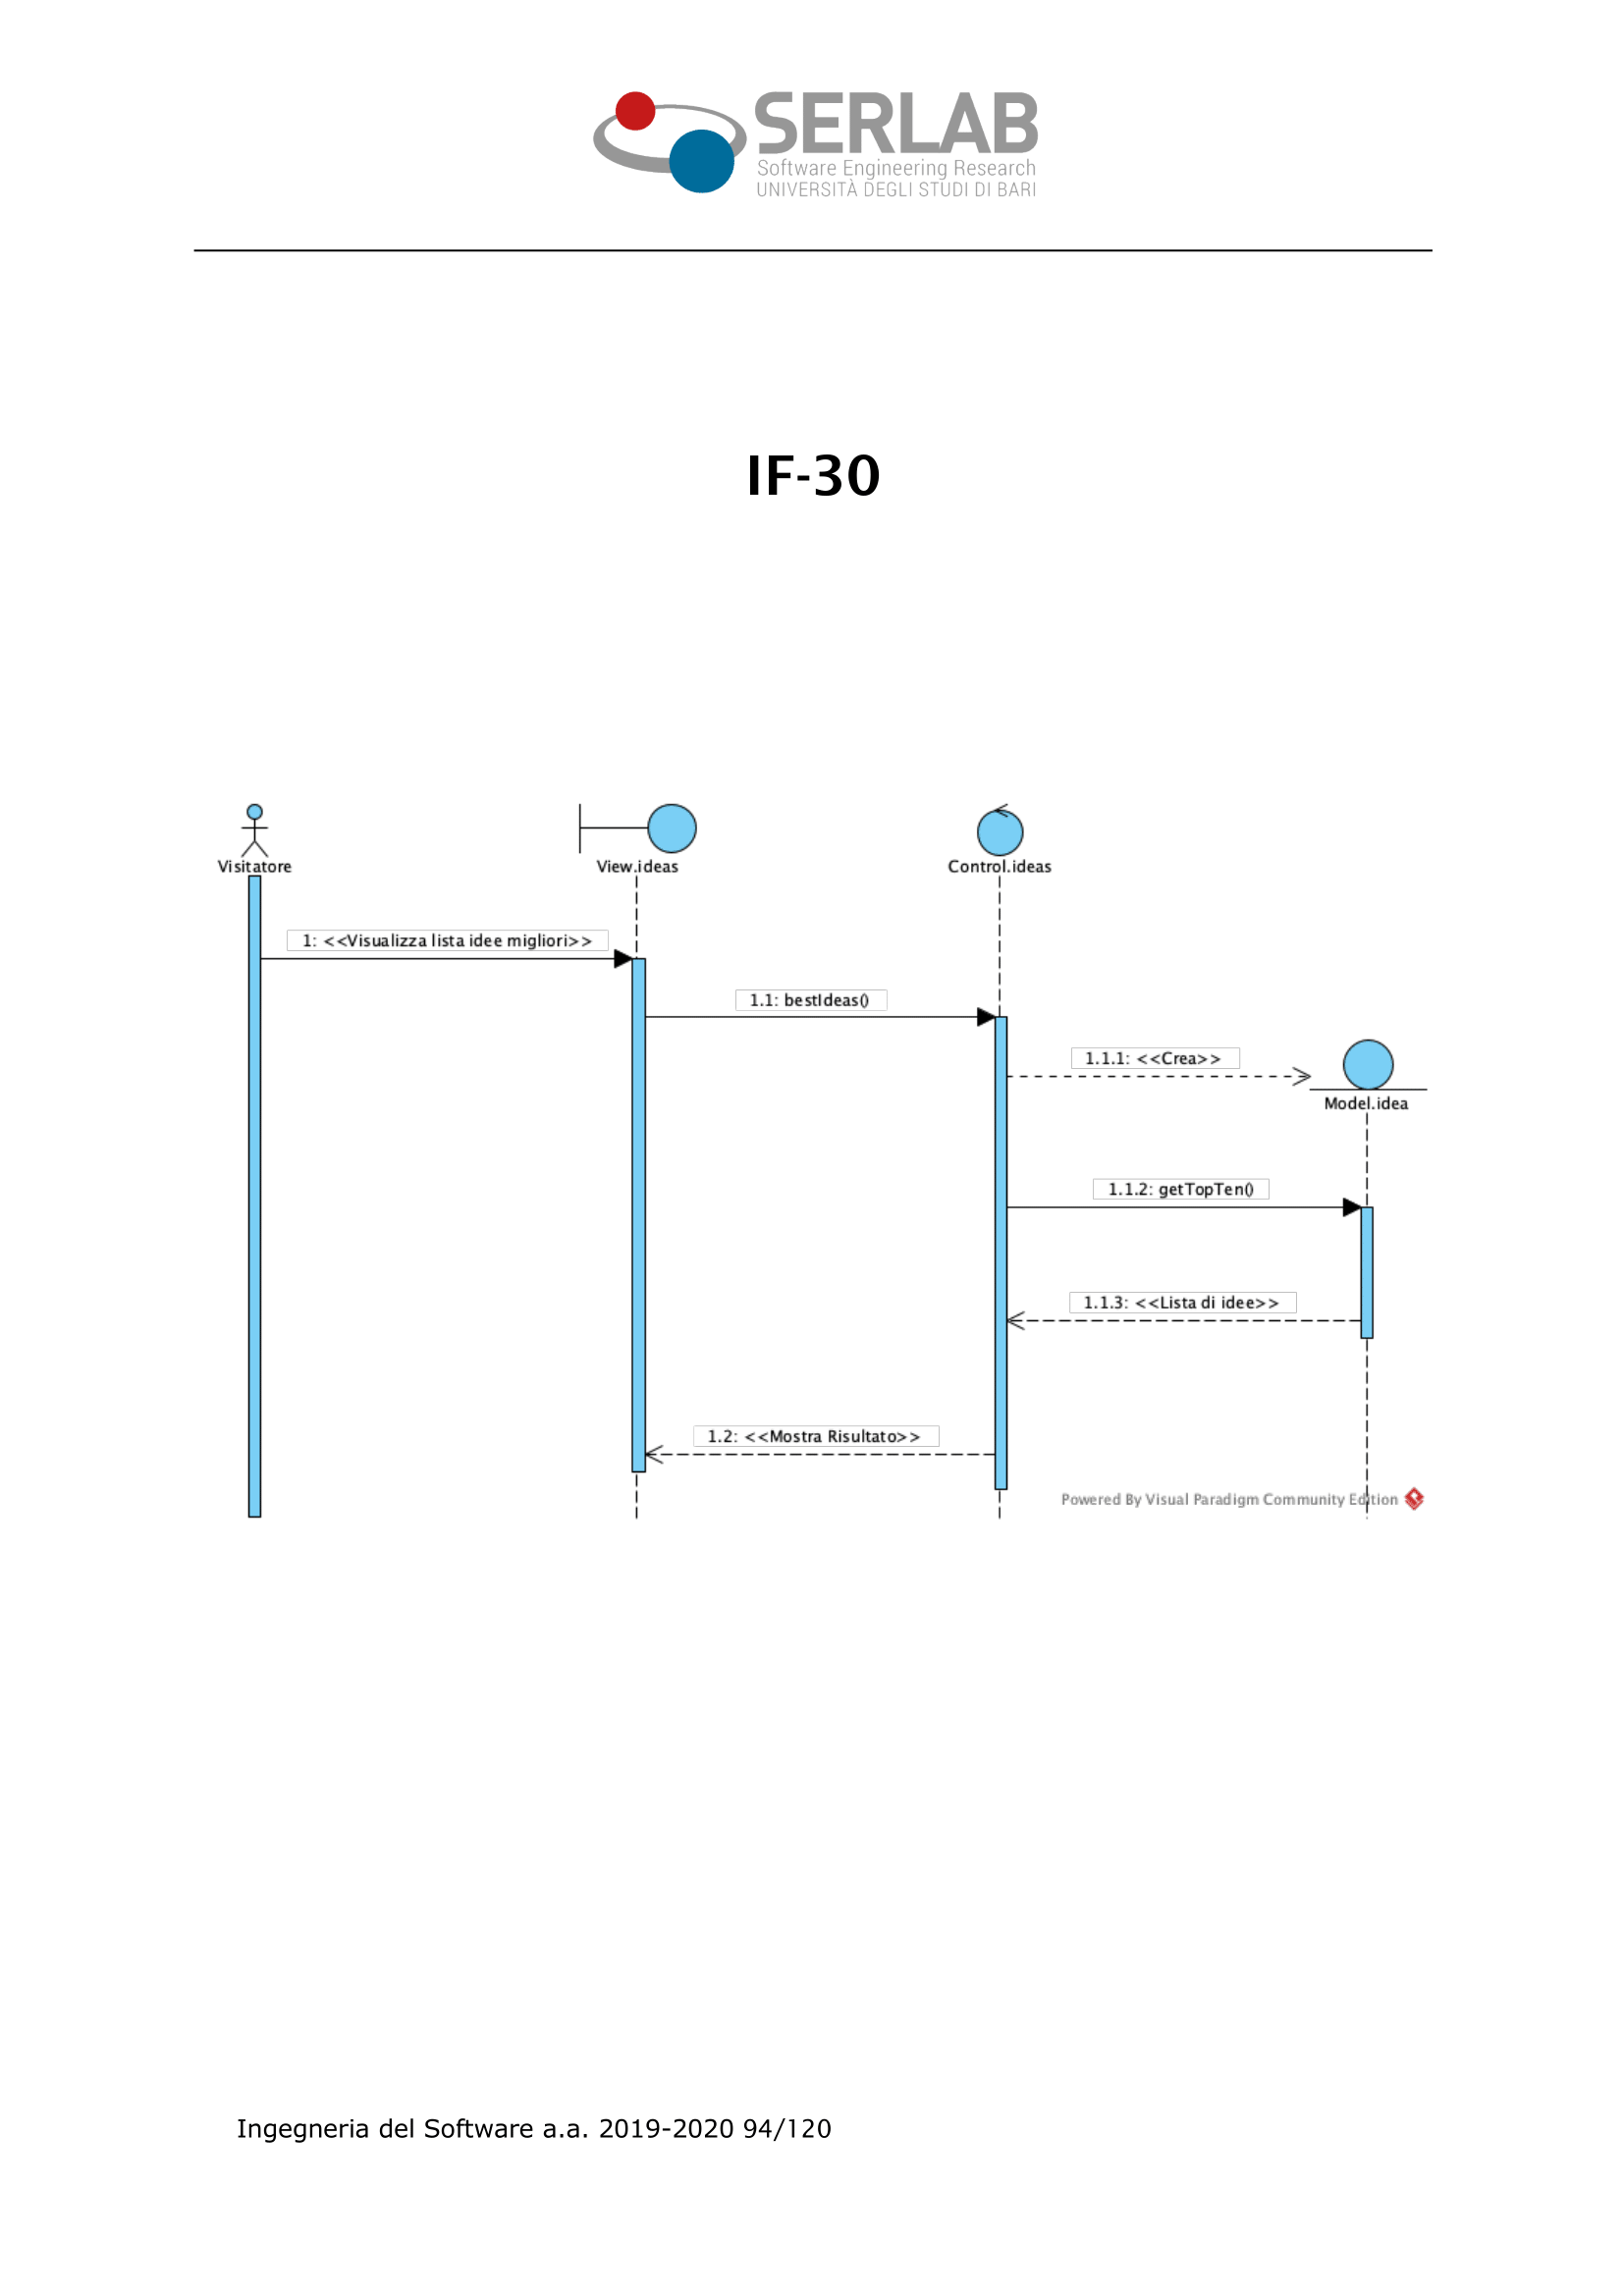 SERLAB
Software Engineering Research
UNIVERSITÀ DEGLI STUDI DI BARI
IF-30
Visitatore
View.ideas
Control.ideas
1: <<Visualizza lista idee migliori>>
1.1: bestIdeas()
1.1.1: <<Crea>>
Model.idea
1.1.2: getTopTen()
1.1.3: <<Lista di idee>>
1.2: <<Mostra Risultato>>
Powered By Visual Paradigm Community Edition
Ingegneria del Software a.a. 2019-2020 94/120